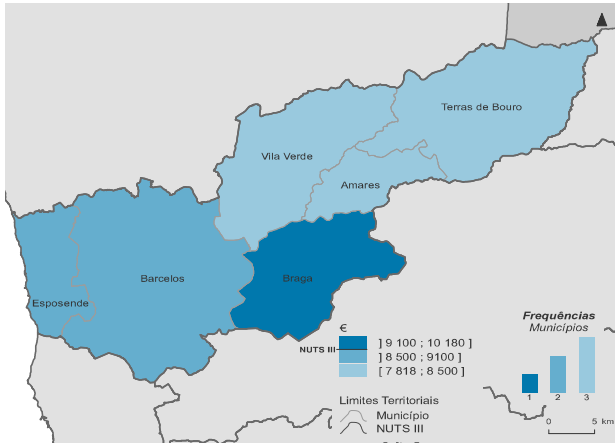 Terras de Bouro
Vila Verde
Amares
Barcelos
Braga
Esposende
€
NUTS III
] 9 100 ; 10 180 ]
] 8 500 ; 9100 ]
[ 7 818 ; 8 500 ]
Limites Territoriais
Município
NUTS III
Frequências
Municípios
1 2 3
0 5 km